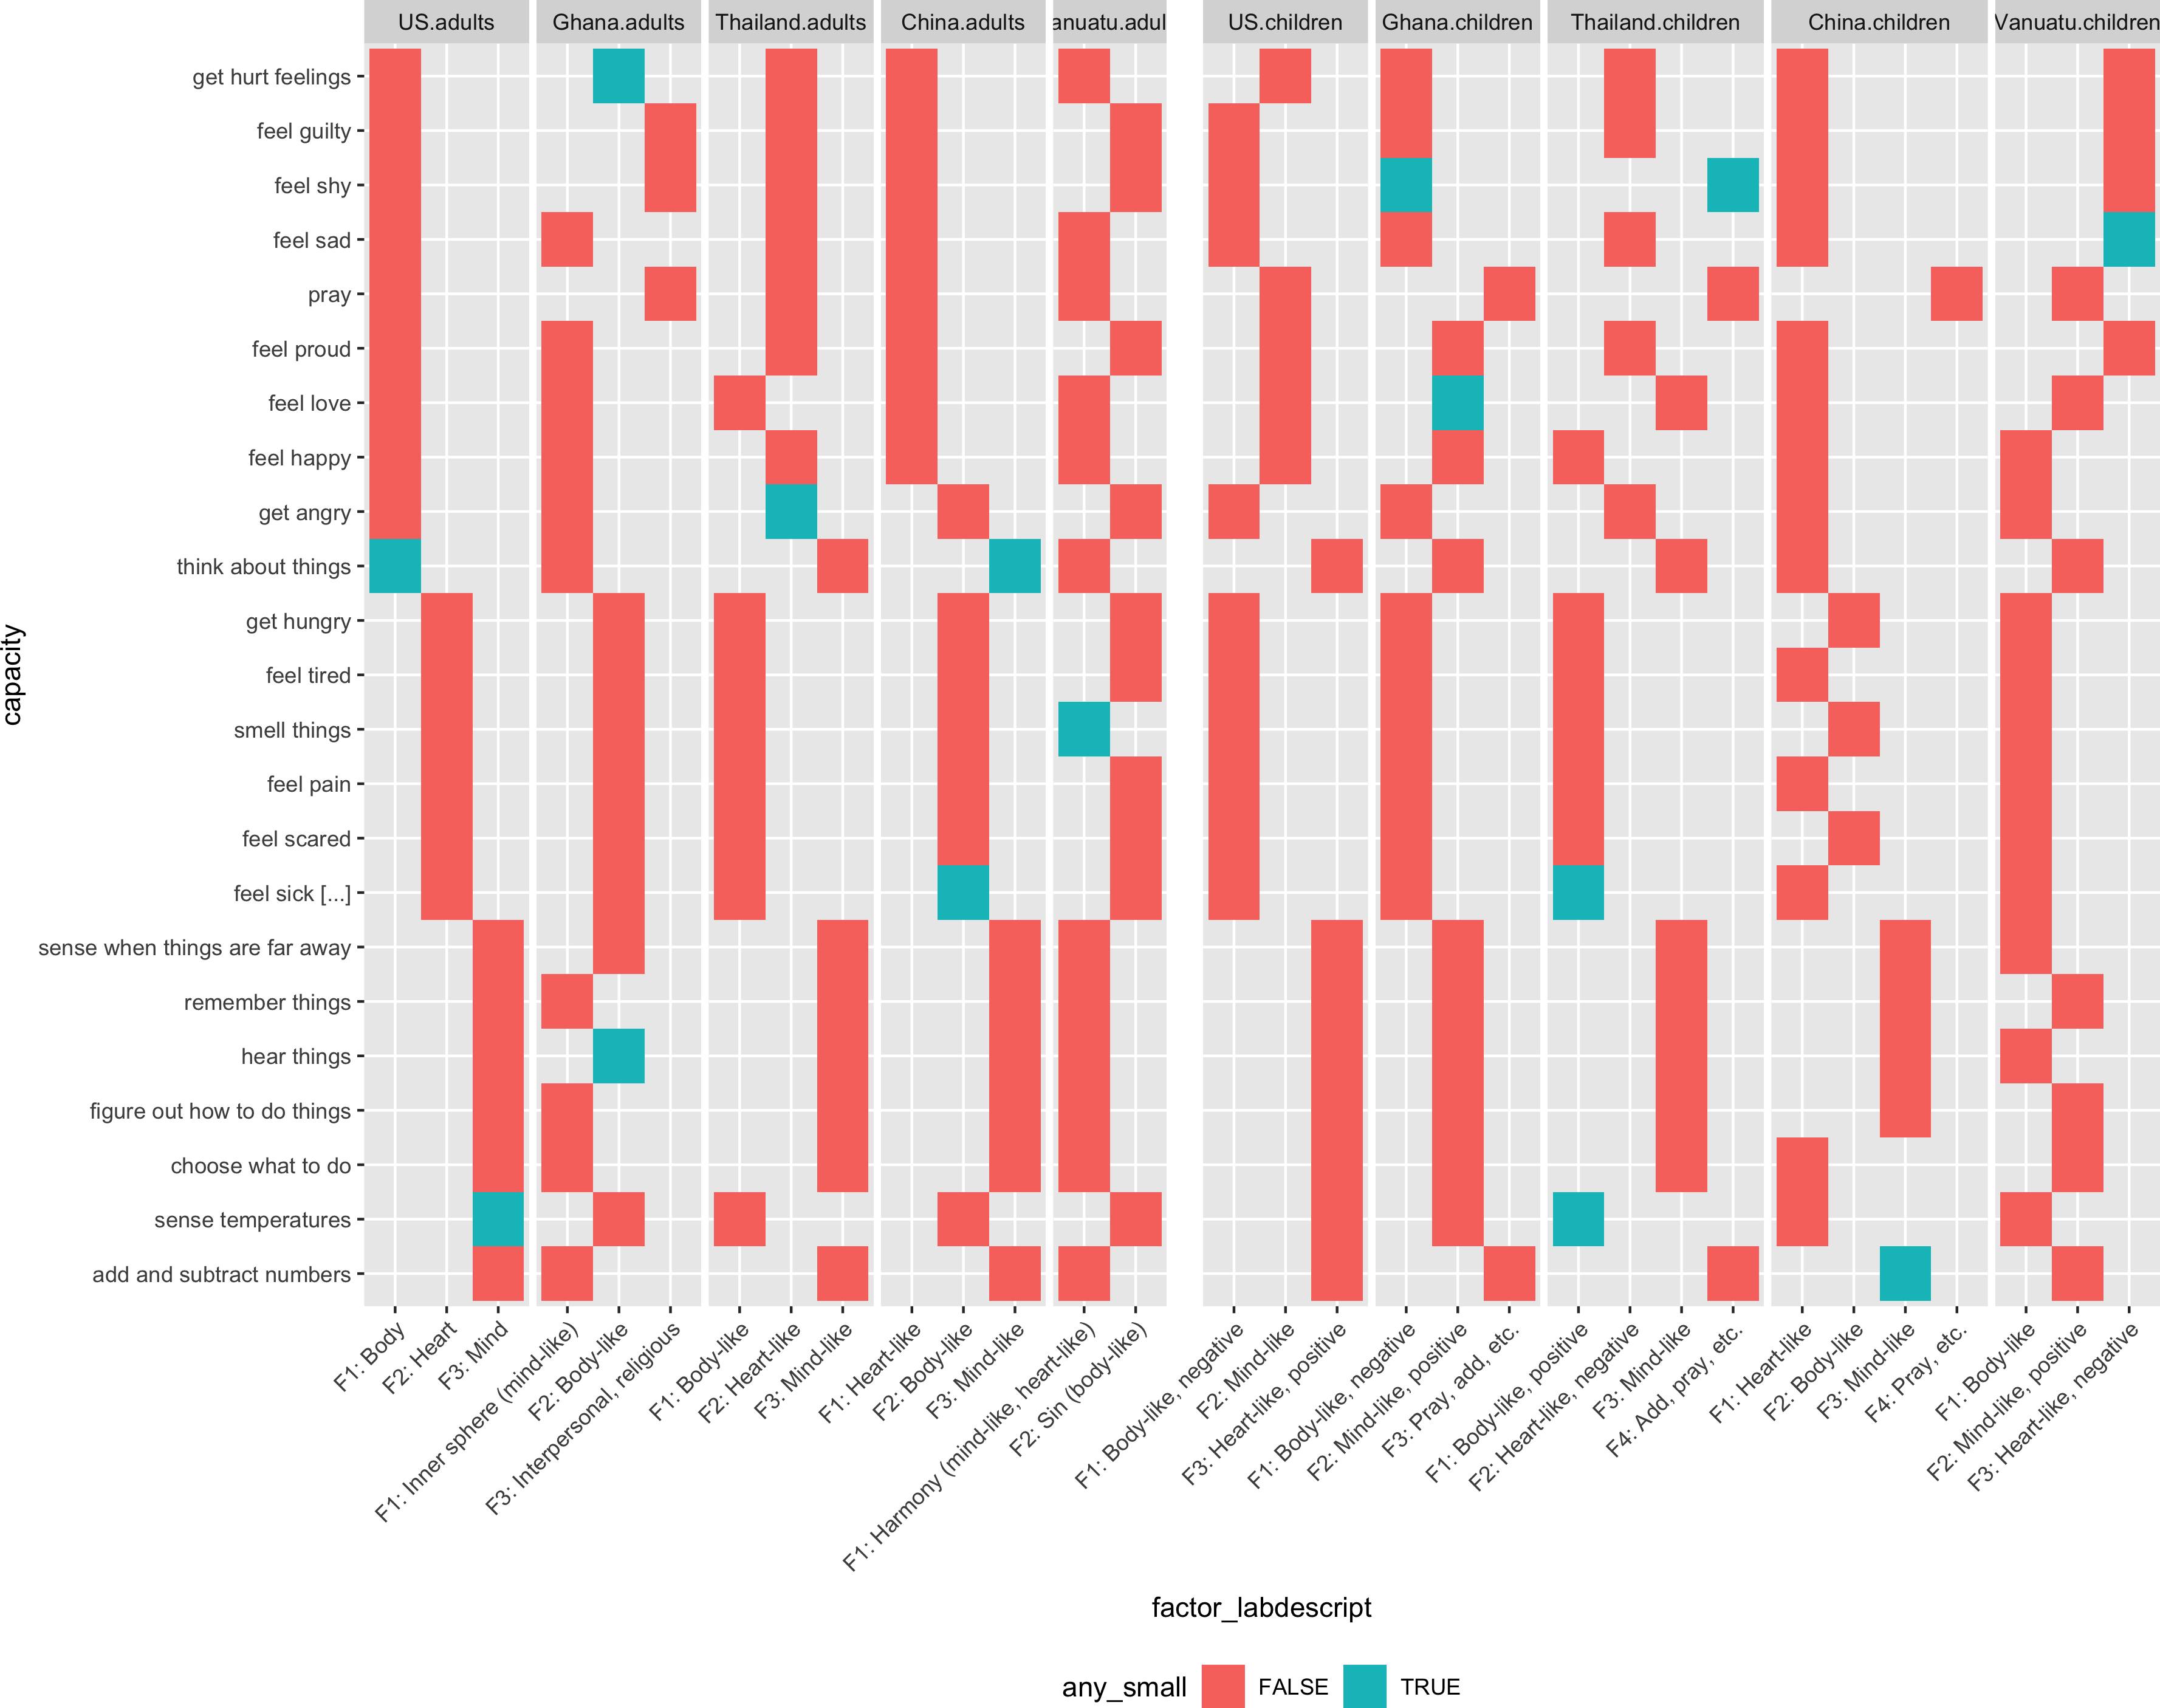 US.adults
Ghana.adults
Thailand.adults
China.adults
anuatu.adul
US.children
Ghana.children
Thailand.children
China.children
Vanuatu.children
capacity
get hurt feelings
feel guilty
feel shy
feel sad
pray
feel proud
feel love
feel happy
get angry
think about things
get hungry
feel tired
smell things
feel pain
feel scared
feel sick [...]
sense when things are far away
remember things
hear things
figure out how to do things
choose what to do
sense temperatures
add and subtract numbers
F1: Body
F2: Heart
F3: Mind
F1: Inner sphere (mind-like)
F2: Body-like
F3: Interpersonal, religious
F1: Body-like
F2: Heart-like
F3: Mind-like
F1: Heart-like
F2: Body-like
F3: Mind-like
F1: Harmony (mind-like, heart-like)
F2: Sin (body-like)
F1: Body-like, negative
F2: Mind-like
F3: Heart-like, positive
F1: Body-like, negative
F2: Mind-like, positive
F3: Pray, add, etc.
F1: Body-like, positive
F2: Heart-like, negative
F3: Mind-like
F4: Add, pray, etc.
F1: Heart-like
F2: Body-like
F3: Mind-like
F4: Pray, etc.
F1: Body-like
F2: Mind-like, positive
F3: Heart-like, negative
factor_labdescript
any_small FALSE TRUE